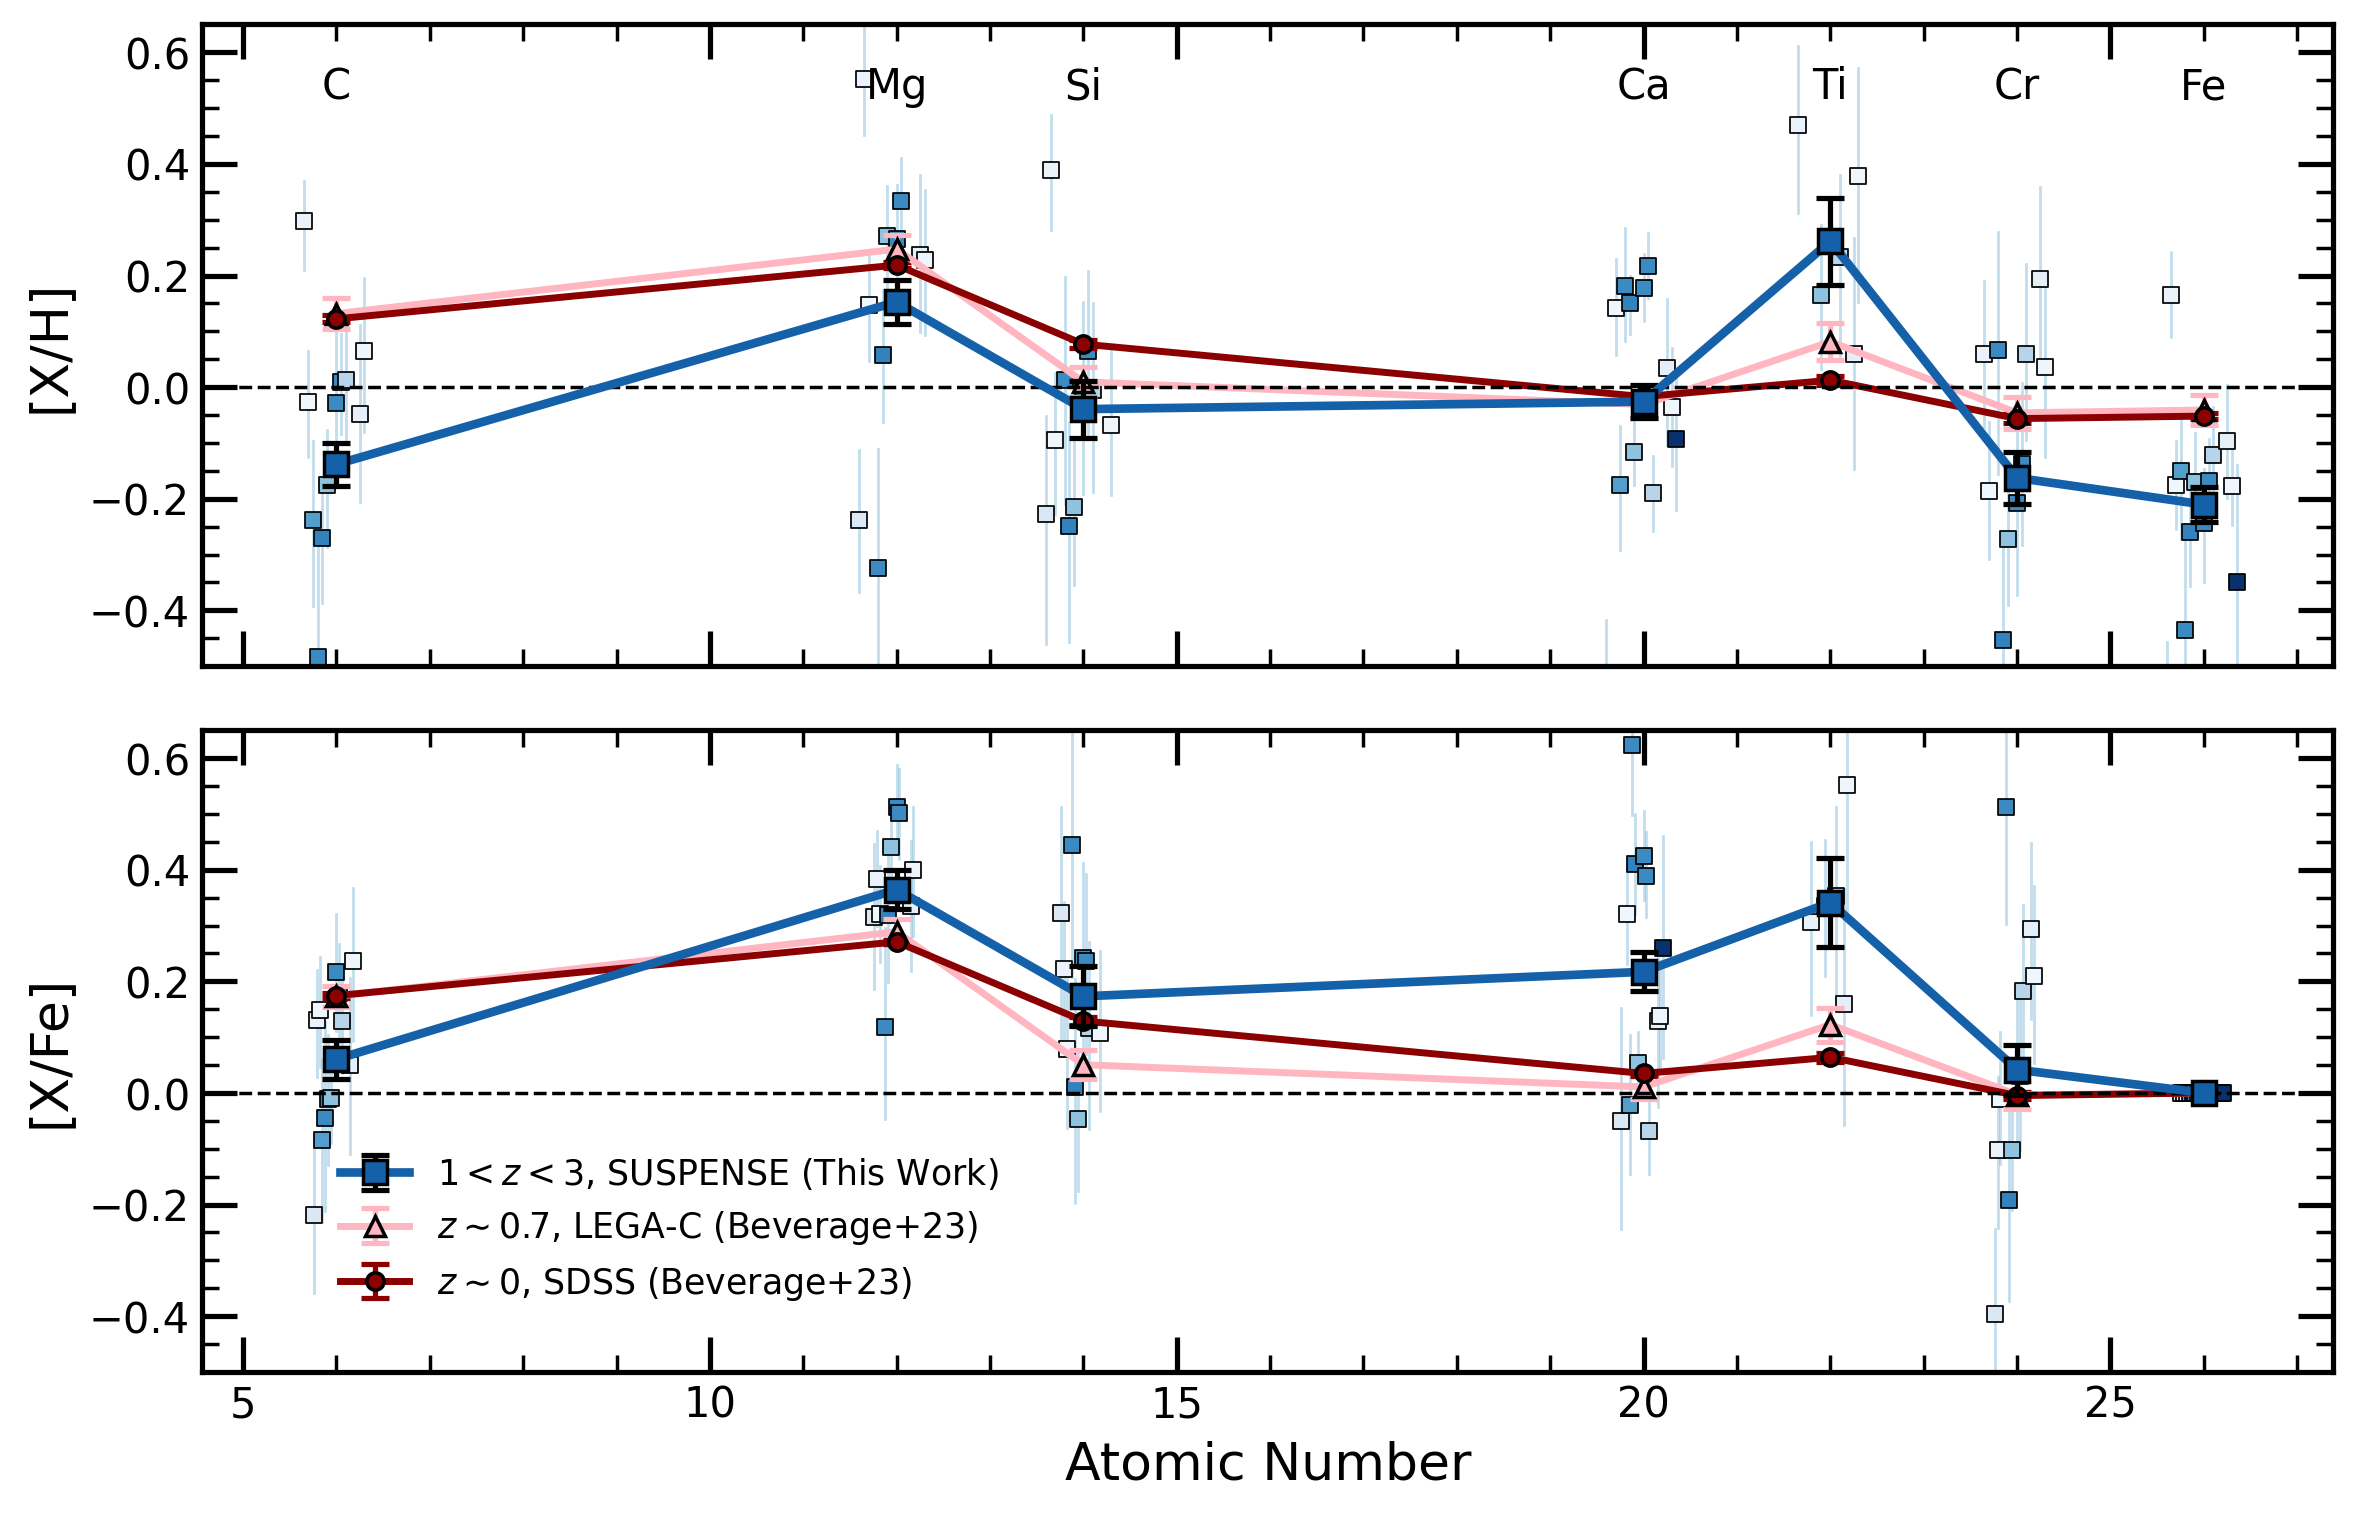 0.6
0.4
0.2
0.0
−0.2
−0.4
[X/H]
C Mg Si Ca Ti Cr Fe
0.6
0.4
0.2
0.0
−0.2
−0.4
[X/Fe]
1 < z < 3, SUSPENSE (This Work)
z ∼ 0.7, LEGA-C (Beverage+23)
z ∼ 0, SDSS (Beverage+23)
5 10 15 20 25
Atomic Number